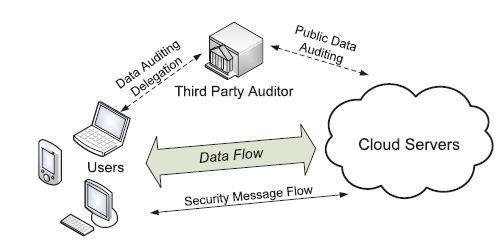 Data Auditing
Delegation
Public Data
Auditing
Third Party Auditor
Users
Data Flow
Cloud Servers
Security Message Flow